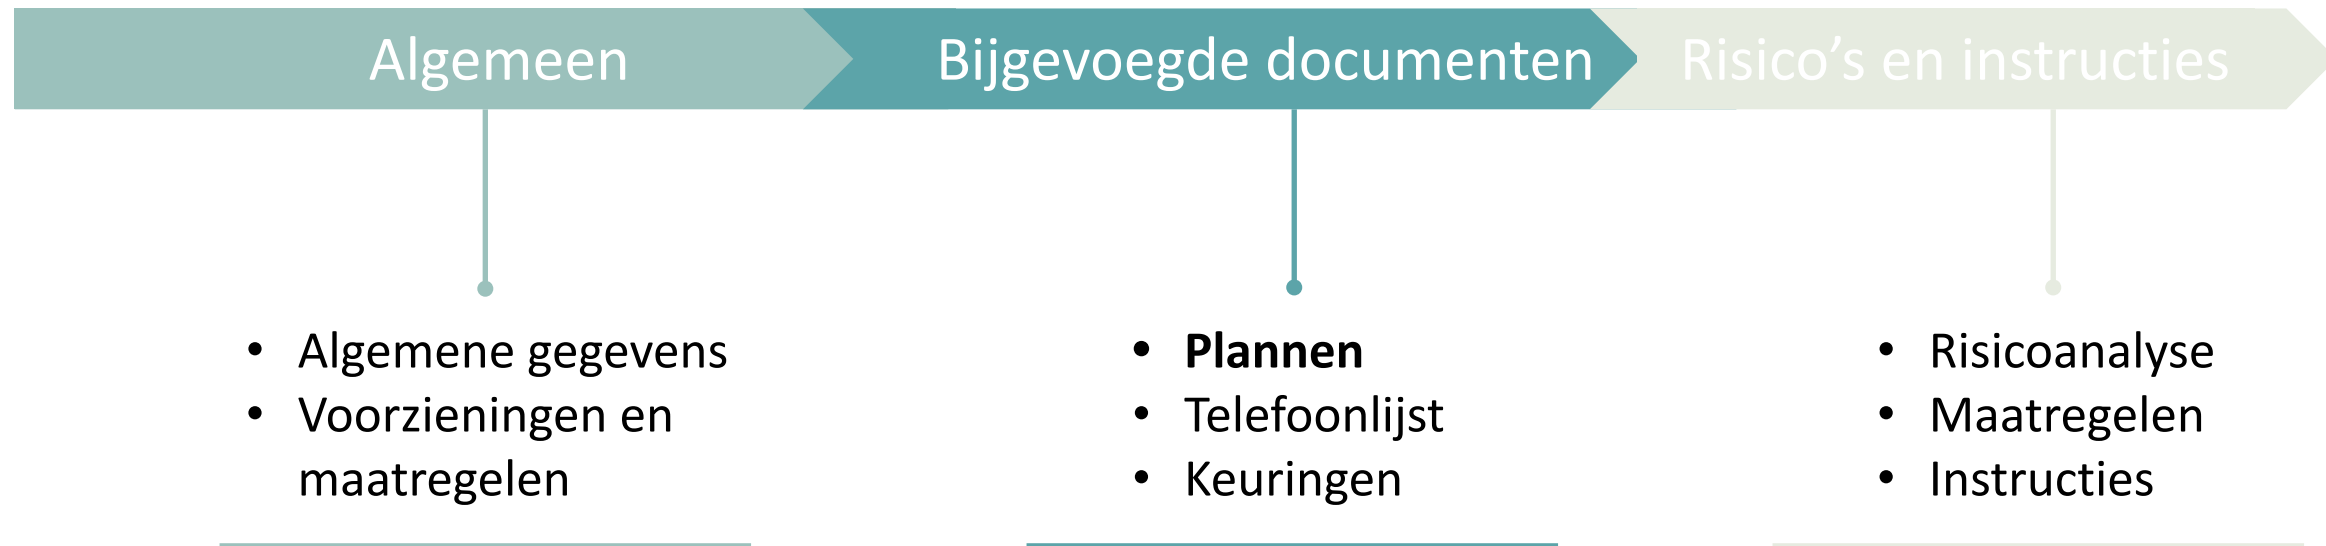 Algemeen
Bijgevoegde documenten
Risico’s en instructies
• Algemene gegevens
• Voorzieningen en
maatregelen
• Plannen
• Telefoonlijst
• Keuringen
• Risicoanalyse
• Maatregelen
• Instructies